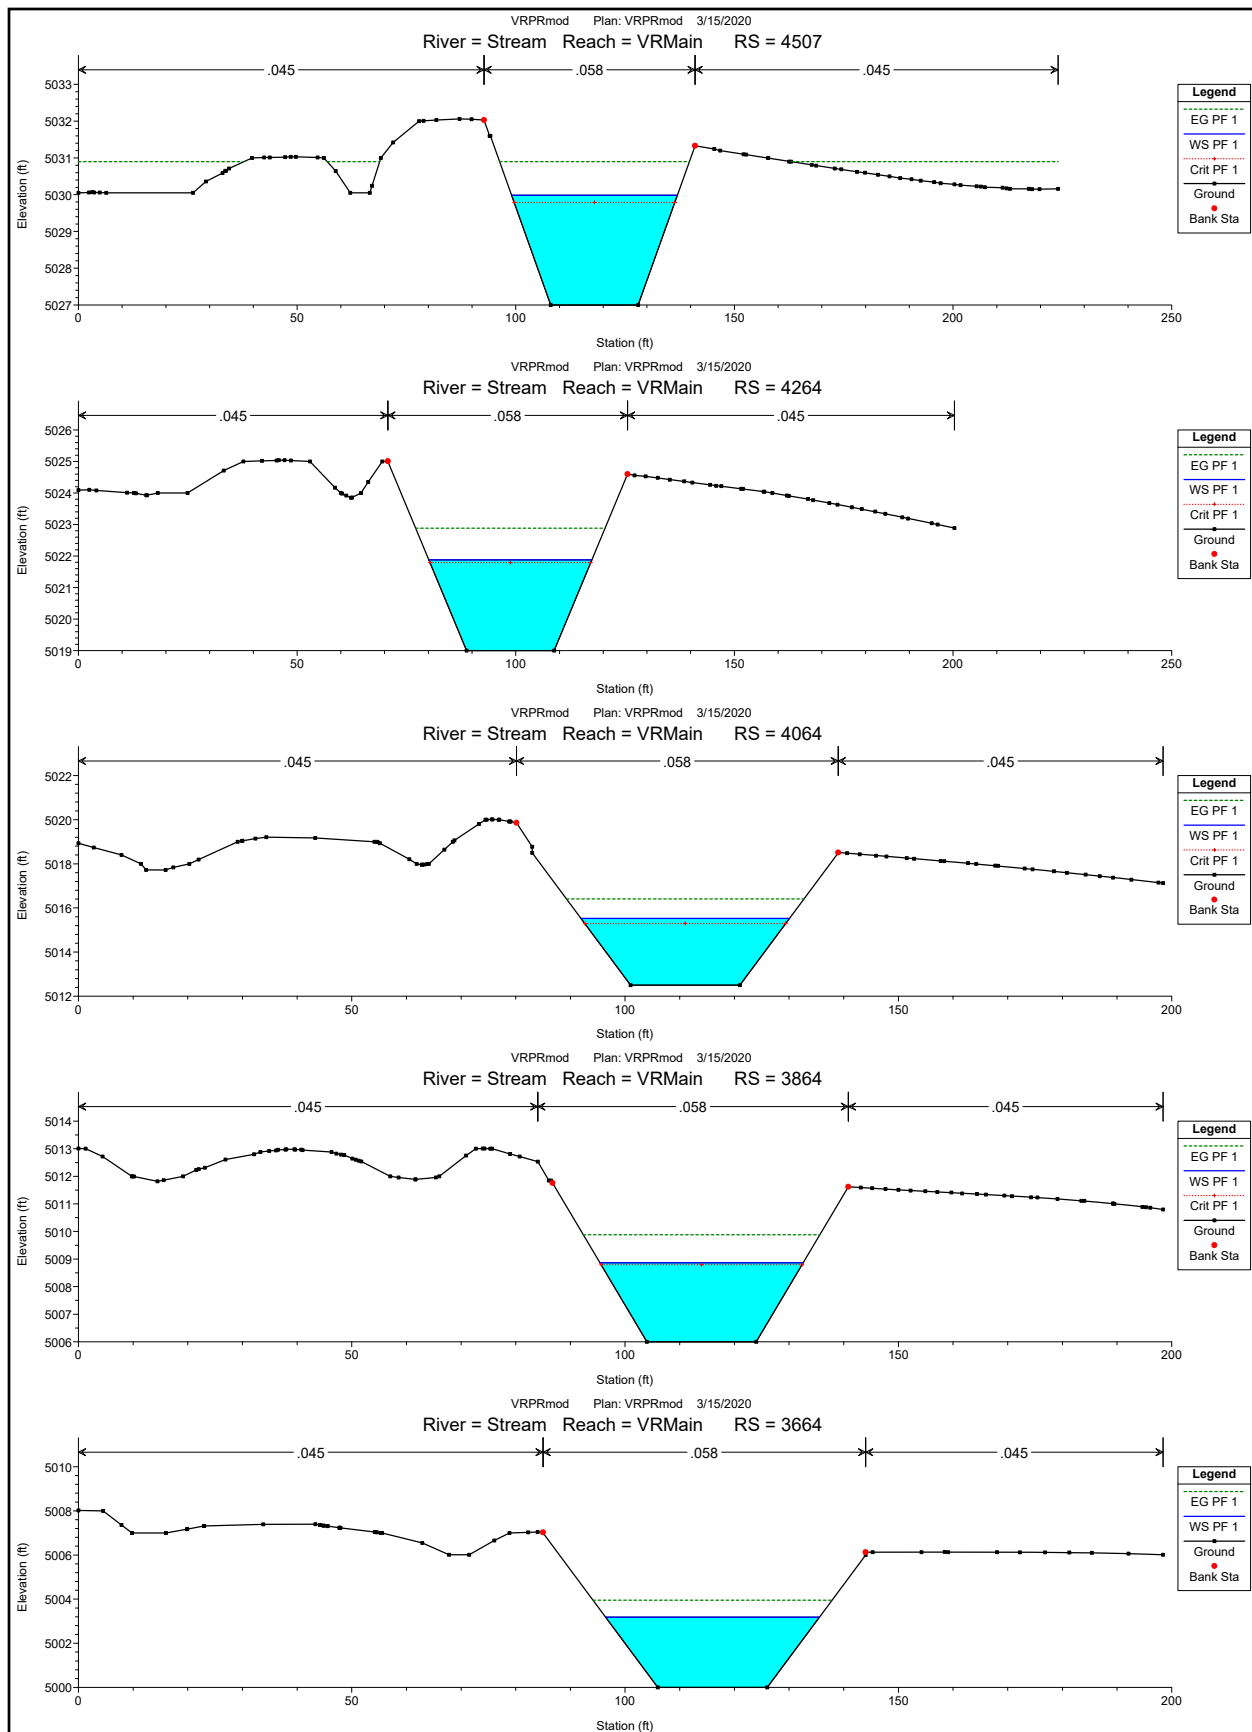 VRPRmod Plan: VRPRmod 3/15/2020
River = Stream Reach = VRMain RS = 4507
.045 .058 .045
5033
5032
5031
5030
5029
5028
5027
Elevation (ft)
0 50 100 150 200 250
Station (ft)
Legend
EG PF 1
WS PF 1
Crit PF 1
Ground
Bank Sta
VRPRmod Plan: VRPRmod 3/15/2020
River = Stream Reach = VRMain RS = 4264
.045 .058 .045
5026
5025
5024
5023
5022
5021
5020
5019
Elevation (ft)
0 50 100 150 200 250
Station (ft)
Legend
EG PF 1
WS PF 1
Crit PF 1
Ground
Bank Sta
VRPRmod Plan: VRPRmod 3/15/2020
River = Stream Reach = VRMain RS = 4064
.045 .058 .045
5022
5020
5018
5016
5014
5012
Elevation (ft)
0 50 100 150 200
Station (ft)
Legend
EG PF 1
WS PF 1
Crit PF 1
Ground
Bank Sta
VRPRmod Plan: VRPRmod 3/15/2020
River = Stream Reach = VRMain RS = 3864
.045 .058 .045
5014
5013
5012
5011
5010
5009
5008
5007
5006
Elevation (ft)
0 50 100 150 200
Station (ft)
Legend
EG PF 1
WS PF 1
Crit PF 1
Ground
Bank Sta
VRPRmod Plan: VRPRmod 3/15/2020
River = Stream Reach = VRMain RS = 3664
.045 .058 .045
5010
5008
5006
5004
5002
5000
Elevation (ft)
0 50 100 150 200
Station (ft)
Legend
EG PF 1
WS PF 1
Ground
Bank Sta